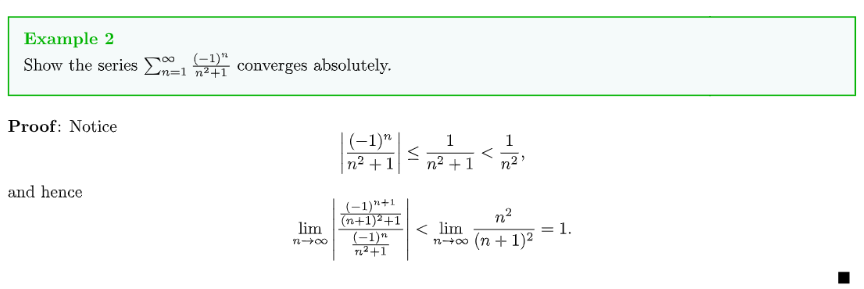 Example 2
Show the series $\sum_{n=1}^{\infty} \frac{(-1)^n}{n^2+1}$ converges absolutely.
Proof: Notice
$$\left|\frac{(-1)^n}{n^2+1}\right| \leq \frac{1}{n^2+1} < \frac{1}{n^2},$$
and hence
$$\lim_{n\to\infty} \left|\frac{\frac{(-1)^{n+1}}{(n+1)^2+1}}{\frac{(-1)^n}{n^2+1}}\right| < \lim_{n\to\infty} \frac{n^2}{(n+1)^2} = 1.$$
■